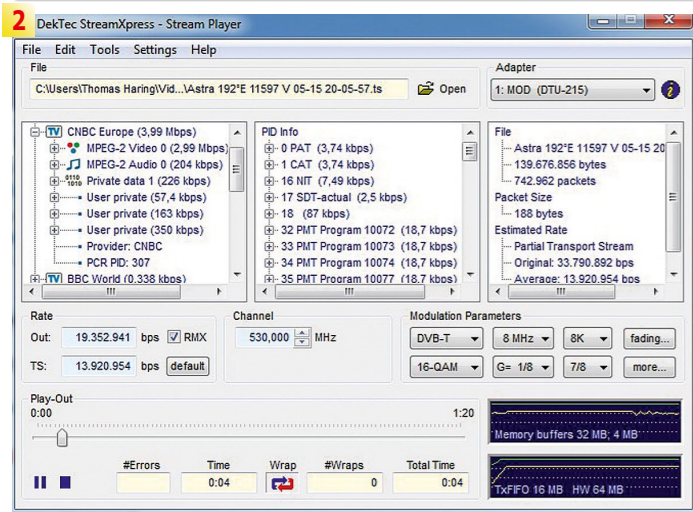 2
DekTec StreamXpress - Stream Player
File Edit Tools Settings Help
File
C:\Users\Thomas Haring\Vid...\Astra 192°E 11597 V 05-15 20-05-57.ts Open
Adapter
1: MOD (DTU-215)
TV CNBC Europe (3,99 Mbps)
MPEG-2 Video 0 (2,99 Mbps)
MPEG-2 Audio 0 (204 kbps)
0110 1010 Private data 1 (226 kbps)
User private (57,4 kbps)
User private (163 kbps)
User private (350 kbps)
Provider: CNBC
PCR PID: 307
TV BBC World (0,338 kbps)
PID Info
0 PAT (3,74 kbps)
1 CAT (3,74 kbps)
16 NIT (7,49 kbps)
17 SDT-actual (2,5 kbps)
18 (87 kbps)
32 PMT Program 10072 (18,7 kbps)
33 PMT Program 10073 (18,7 kbps)
34 PMT Program 10074 (18,7 kbps)
35 PMT Program 10077 (18,7 kbps)
File
Astra 192°E 11597 V 05-15 20
139.676.856 bytes
742.962 packets
Packet Size
188 bytes
Estimated Rate
Partial Transport Stream
Original: 33.790.892 bps
Average: 13.920.954 bps
Rate
Out: 19.352.941 bps RMX
TS: 13.920.954 bps default
Channel
530,000 MHz
Modulation Parameters
DVB-T 8 MHz 8K fading...
16-QAM G= 1/8 7/8 more...
Play-Out
0:00 1:20
#Errors Time Wrap #Wraps Total Time
0:04 0 0:04
Memory buffers 32 MB; 4 MB
TxFIFO 16 MB HW 64 MB